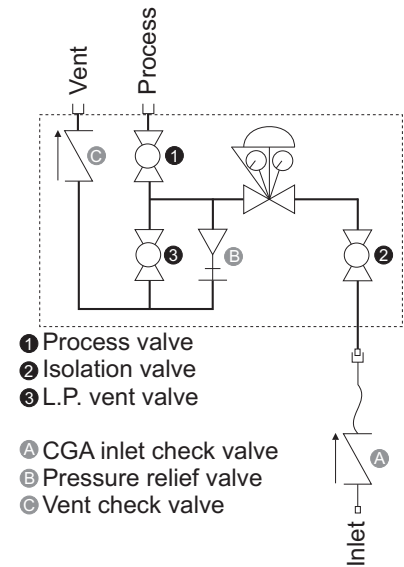 Vent
Process
C
1
3
B
2
1 Process valve
2 Isolation valve
3 L.P. vent valve
A CGA inlet check valve
B Pressure relief valve
C Vent check valve
A
Inlet